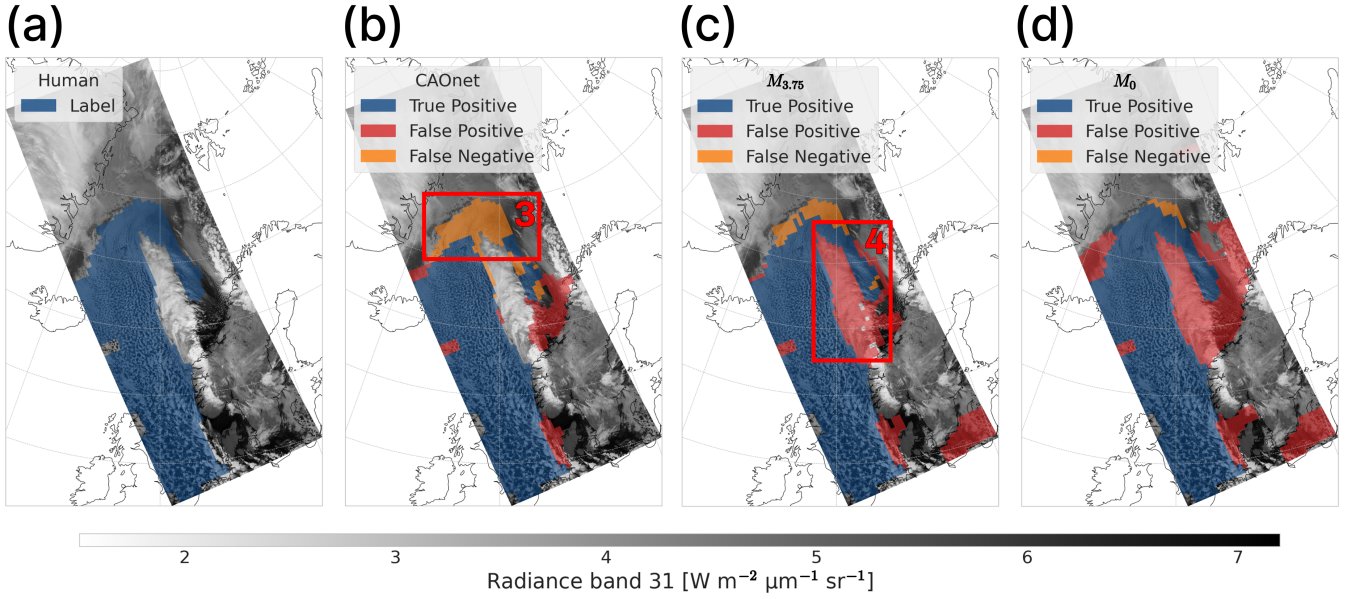 (a) (b) (c) (d)
Human
Label
CAOnet
True Positive
False Positive
False Negative
3
M₃.₇₅
True Positive
False Positive
False Negative
4
M₀
True Positive
False Positive
False Negative
2 3 4 5 6 7
Radiance band 31 [W m⁻² μm⁻¹ sr⁻¹]